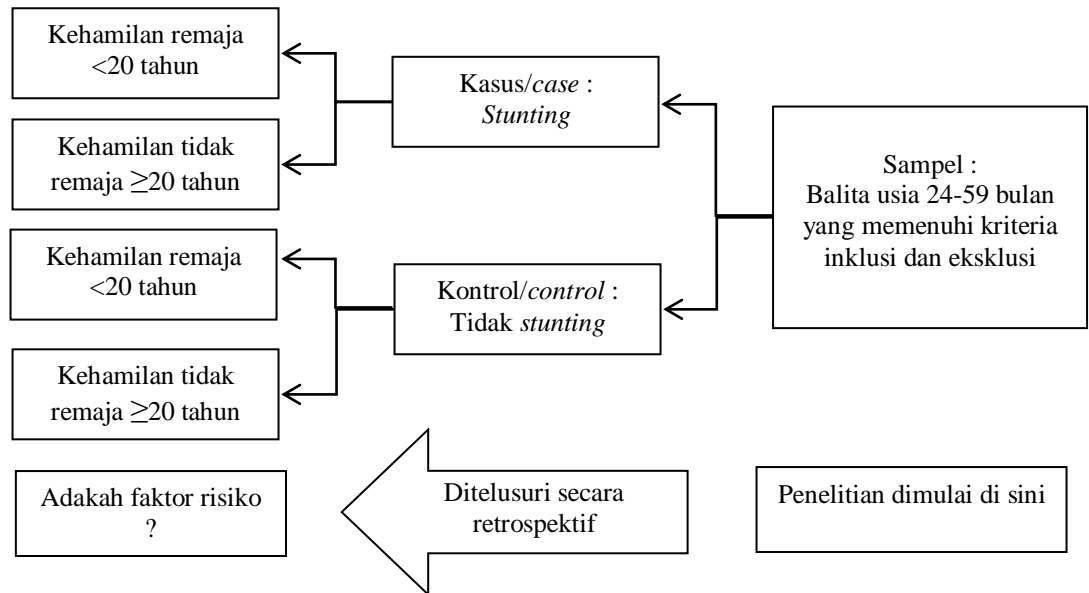 Kehamilan remaja
<20 tahun
Kehamilan tidak
remaja ≥20 tahun
Kehamilan remaja
<20 tahun
Kehamilan tidak
remaja ≥20 tahun
Kasus/case :
Stunting
Kontrol/control :
Tidak stunting
Sampel :
Balita usia 24-59 bulan
yang memenuhi kriteria
inklusi dan eksklusi
Adakah faktor risiko
?
Ditelusuri secara
retrospektif
Penelitian dimulai di sini